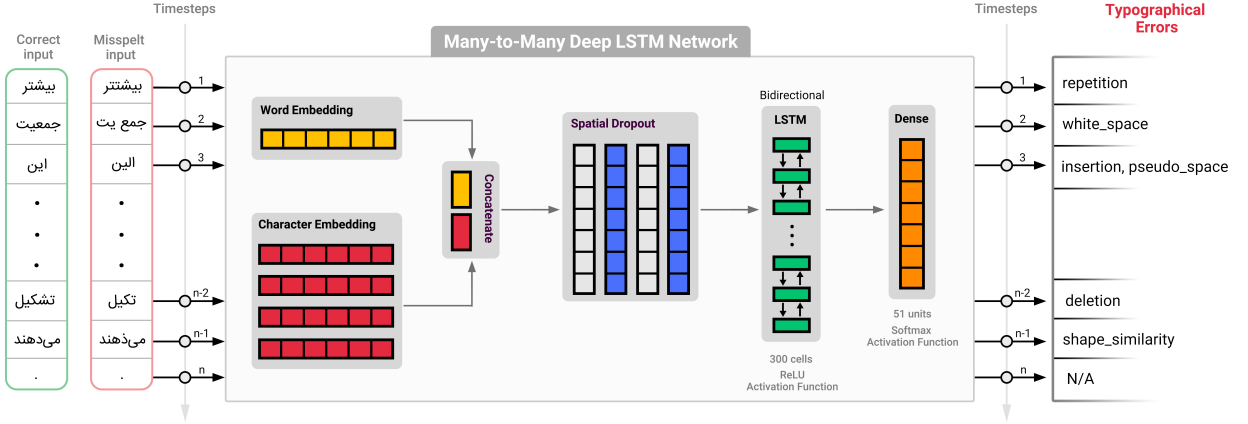 Timesteps
Timesteps
Typographical
Errors
Correct
input
Misspelt
input
Many-to-Many Deep LSTM Network
بیشتر
بیشتتر
1
1
repetition
جمعیت
جمع یت
2
2
white_space
این
الین
3
3
insertion, pseudo_space
تشکیل
تکیل
n-2
n-2
deletion
می‌دهند
می‌ذهند
n-1
n-1
shape_similarity
.
.
n
n
N/A
Word Embedding
Character Embedding
Concatenate
Spatial Dropout
Bidirectional
LSTM
300 cells
ReLU
Activation Function
Dense
51 units
Softmax
Activation Function